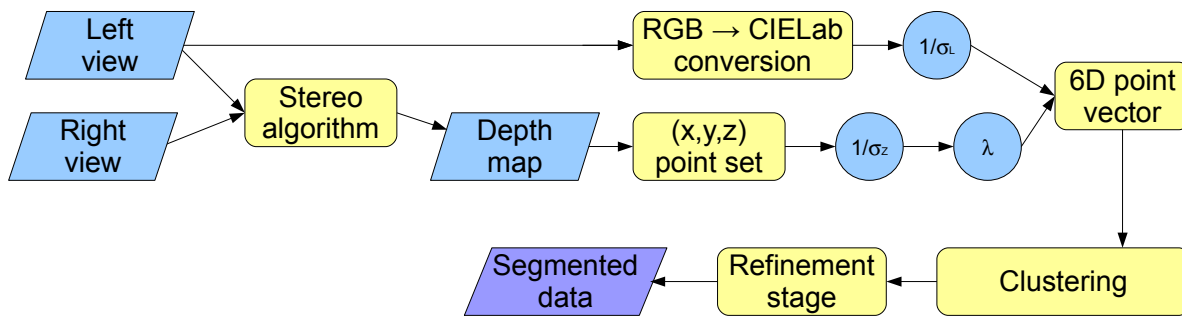 Left
view
RGB → CIELab
conversion
1/σL
6D point
vector
Stereo
algorithm
Right
view
Depth
map
(x,y,z)
point set
1/σz
λ
Segmented
data
Refinement
stage
Clustering